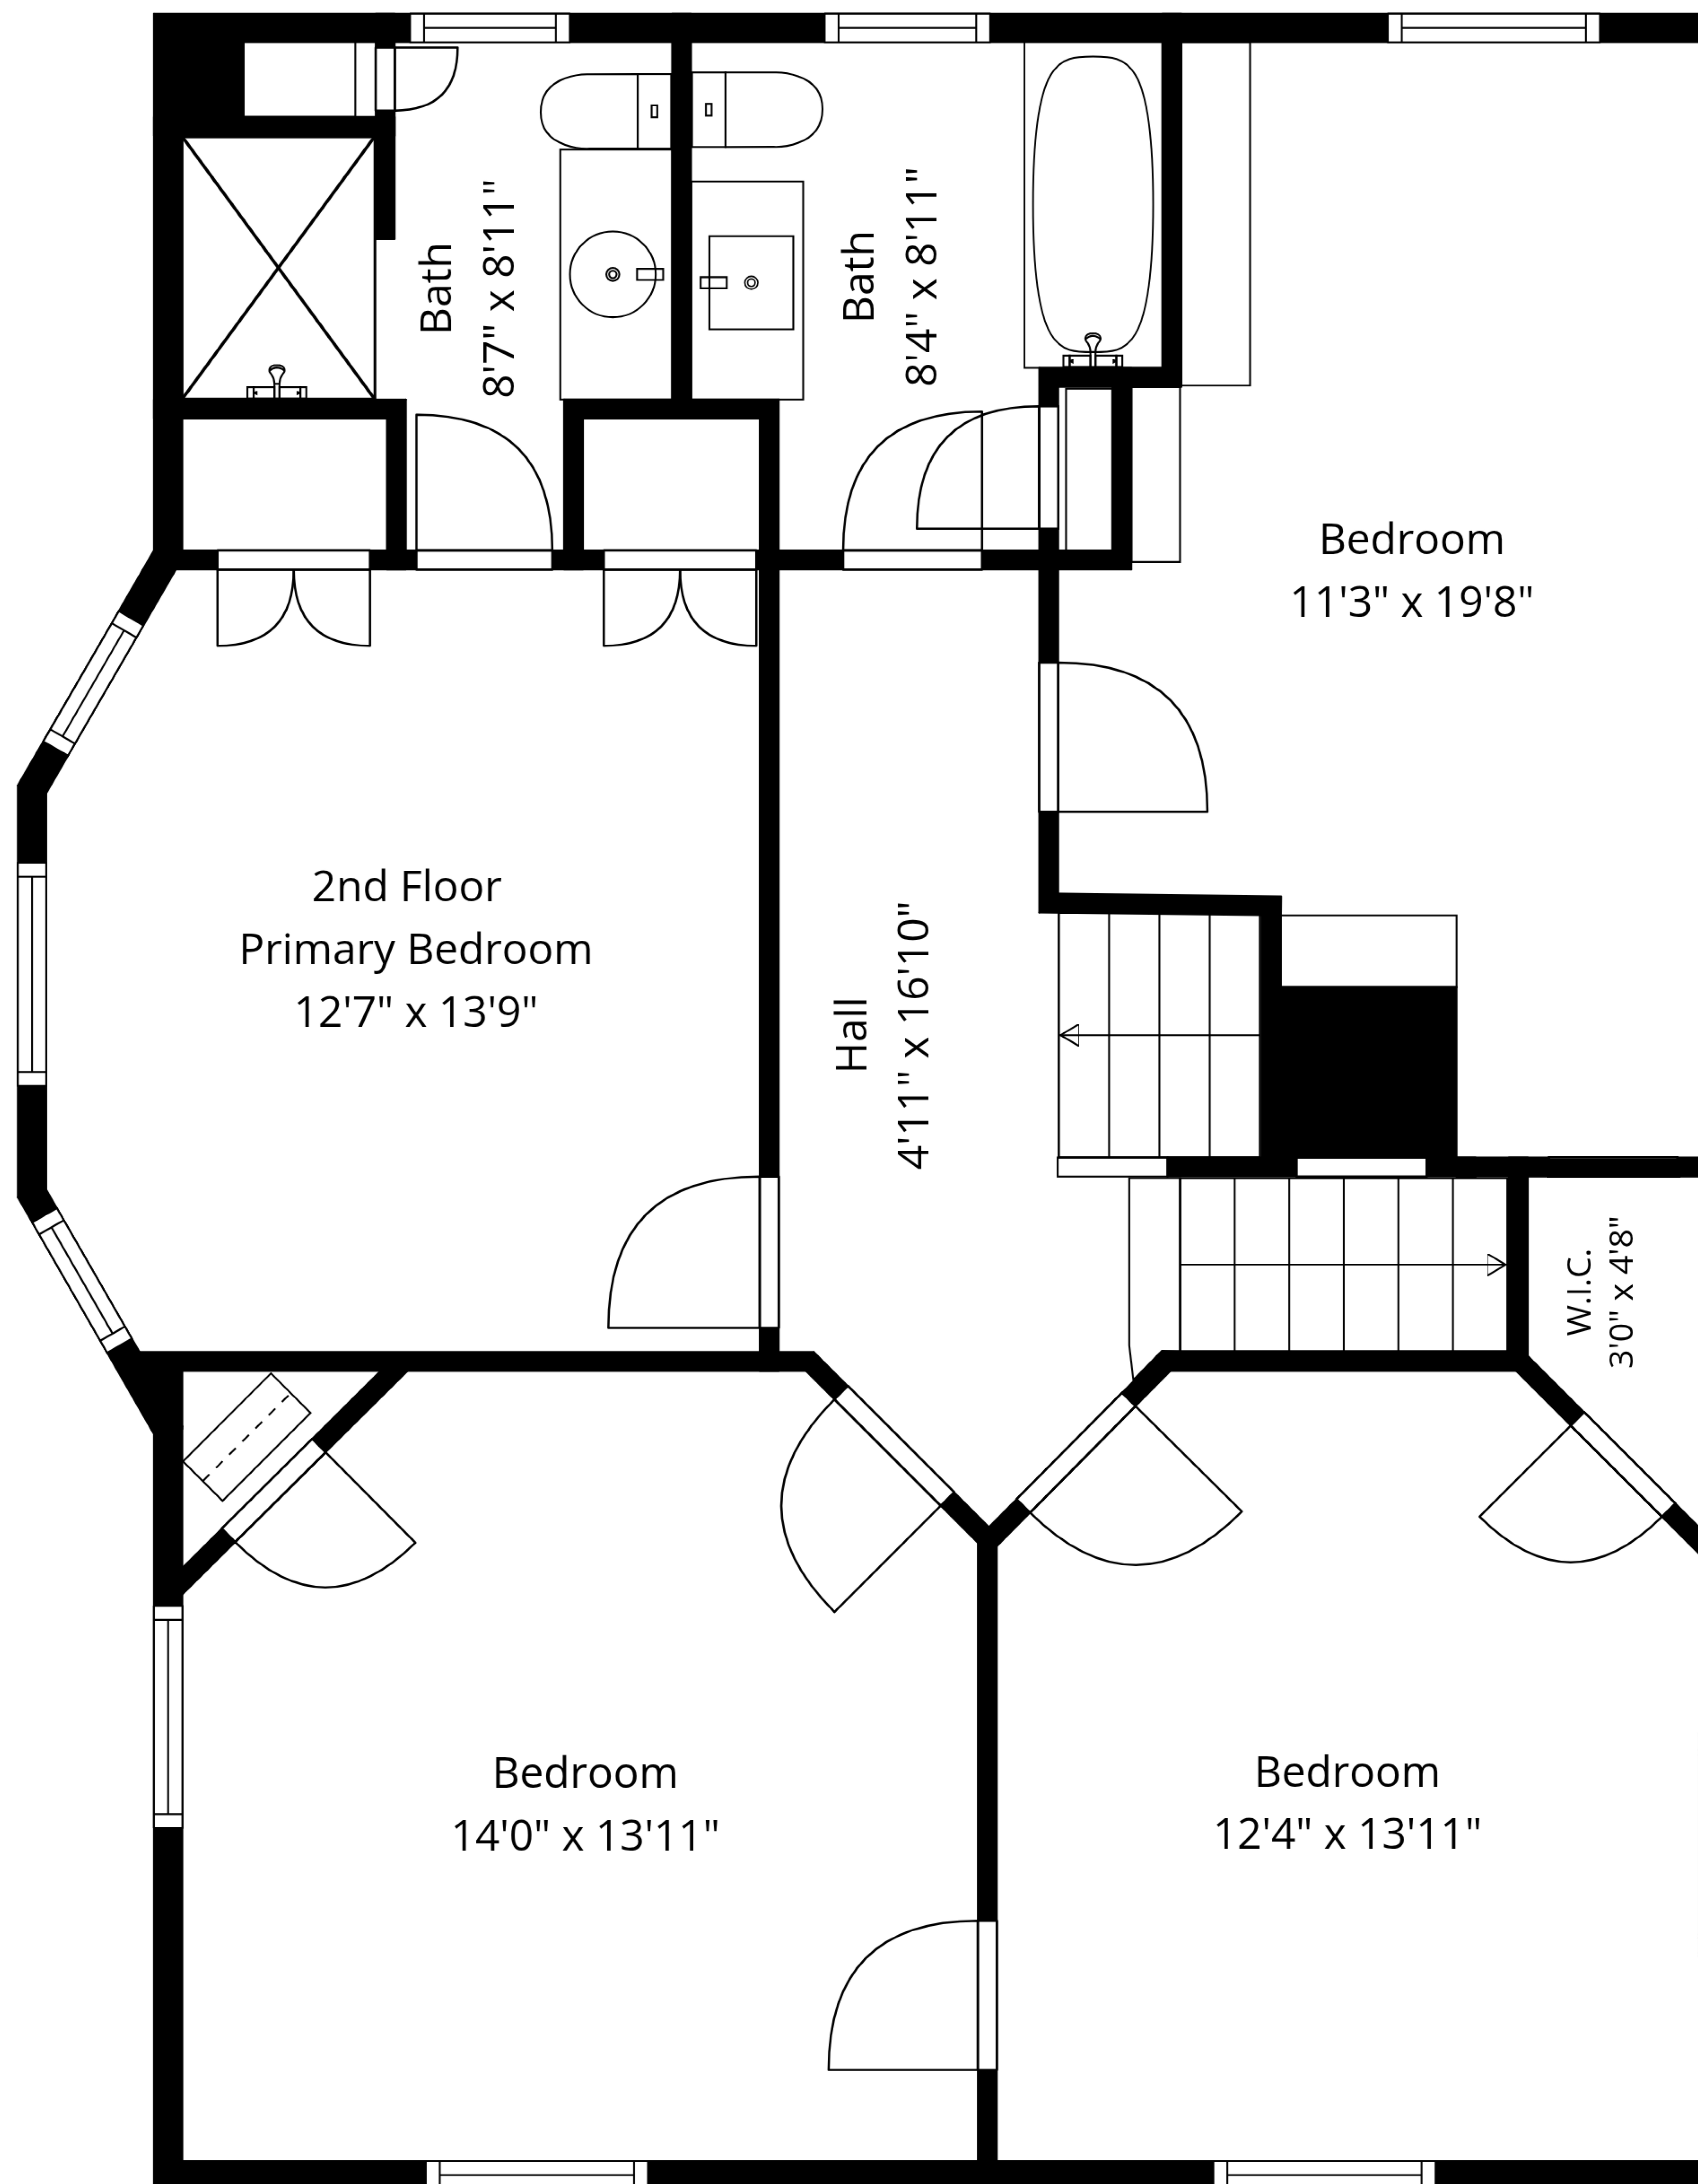 Bath
8'7" x 8'11"
Bath
8'4" x 8'11"
Bedroom
11'3" x 19'8"
2nd Floor
Primary Bedroom
12'7" x 13'9"
Hall
4'11" x 16'10"
W.I.C.
3'0" x 4'8"
Bedroom
14'0" x 13'11"
Bedroom
12'4" x 13'11"